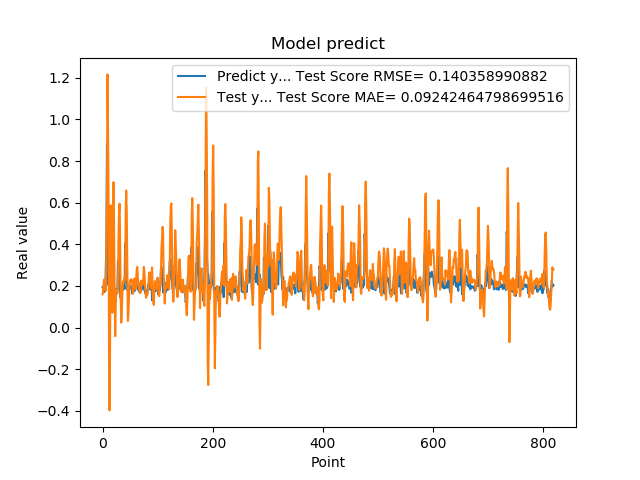 Model predict
Predict y... Test Score RMSE= 0.140358990882
Test y... Test Score MAE= 0.09242464798699516
Real value
1.2
1.0
0.8
0.6
0.4
0.2
0.0
−0.2
−0.4
0 200 400 600 800
Point